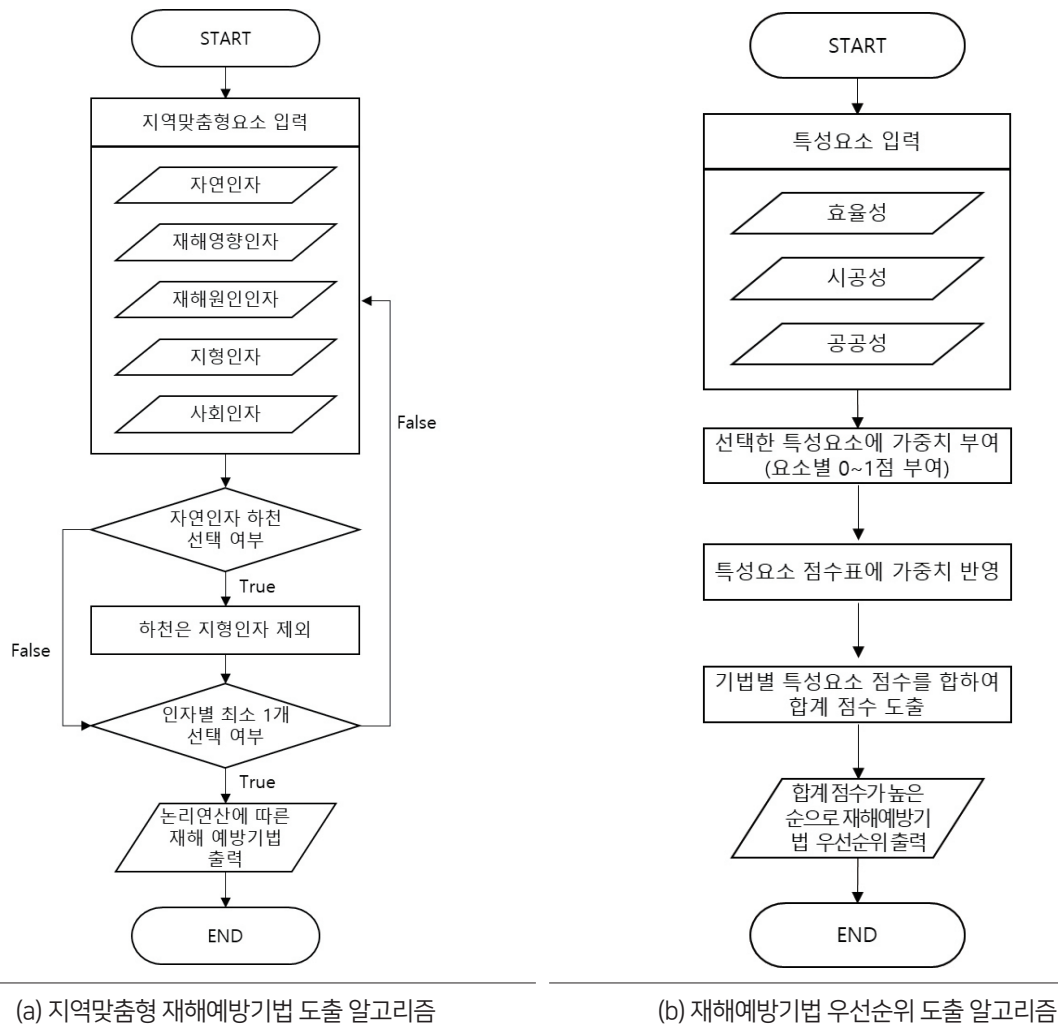 START
지역맞춤형요소 입력
자연인자
재해영향인자
재해원인인자
지형인자
사회인자
False
자연인자 하천
선택 여부
True
하천은 지형인자 제외
False
인자별 최소 1개
선택 여부
True
논리연산에 따른
재해 예방기법
출력
END
(a) 지역맞춤형 재해예방기법 도출 알고리즘
START
특성요소 입력
효율성
시공성
공공성
선택한 특성요소에 가중치 부여
(요소별 0~1점 부여)
특성요소 점수표에 가중치 반영
기법별 특성요소 점수를 합하여
합계 점수 도출
합계 점수가 높은
순으로 재해예방기
법 우선순위 출력
END
(b) 재해예방기법 우선순위 도출 알고리즘